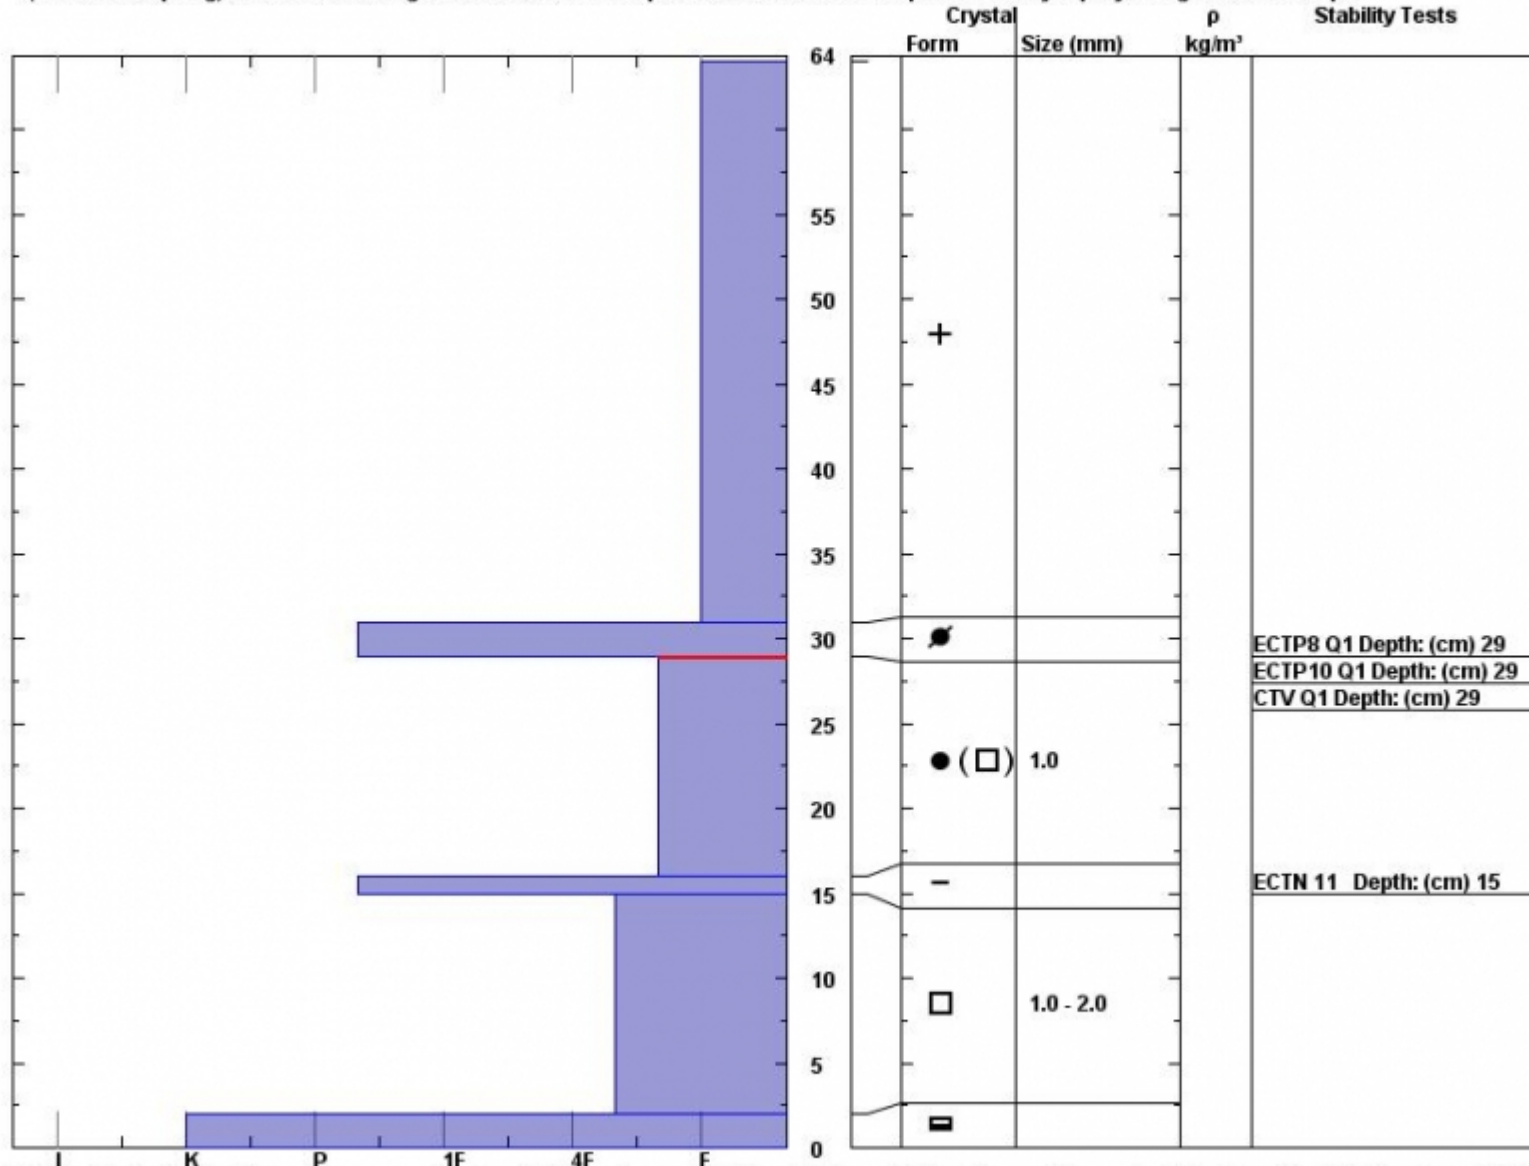 Crystal ρ Stability Tests
Form Size (mm) kg/m³
64
55
50
45
40
35
30
ECTP8 Q1 Depth: (cm) 29
ECTP10 Q1 Depth: (cm) 29
CTV Q1 Depth: (cm) 29
25
1.0
20
15
ECTN 11 Depth: (cm) 15
10
1.0 - 2.0
5
0
I K P 1F 4F F